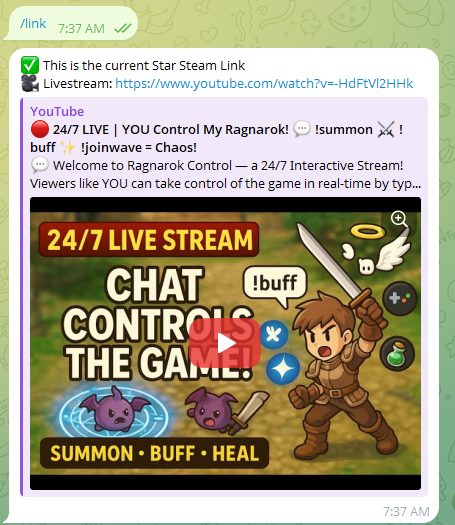 /link 7:37 AM
✅ This is the current Star Steam Link
🎥 Livestream: https://www.youtube.com/watch?v=-HdFtVl2HHk
YouTube
🔴 24/7 LIVE | YOU Control My Ragnarok! 💬 !summon ⚔️ !
buff ✨ !joinwave = Chaos!
💬 Welcome to Ragnarok Control — a 24/7 Interactive Stream!
Viewers like YOU can take control of the game in real-time by typ...
24/7 LIVE STREAM
CHAT
CONTROLS
THE GAME!
!buff
SUMMON • BUFF • HEAL
7:37 AM